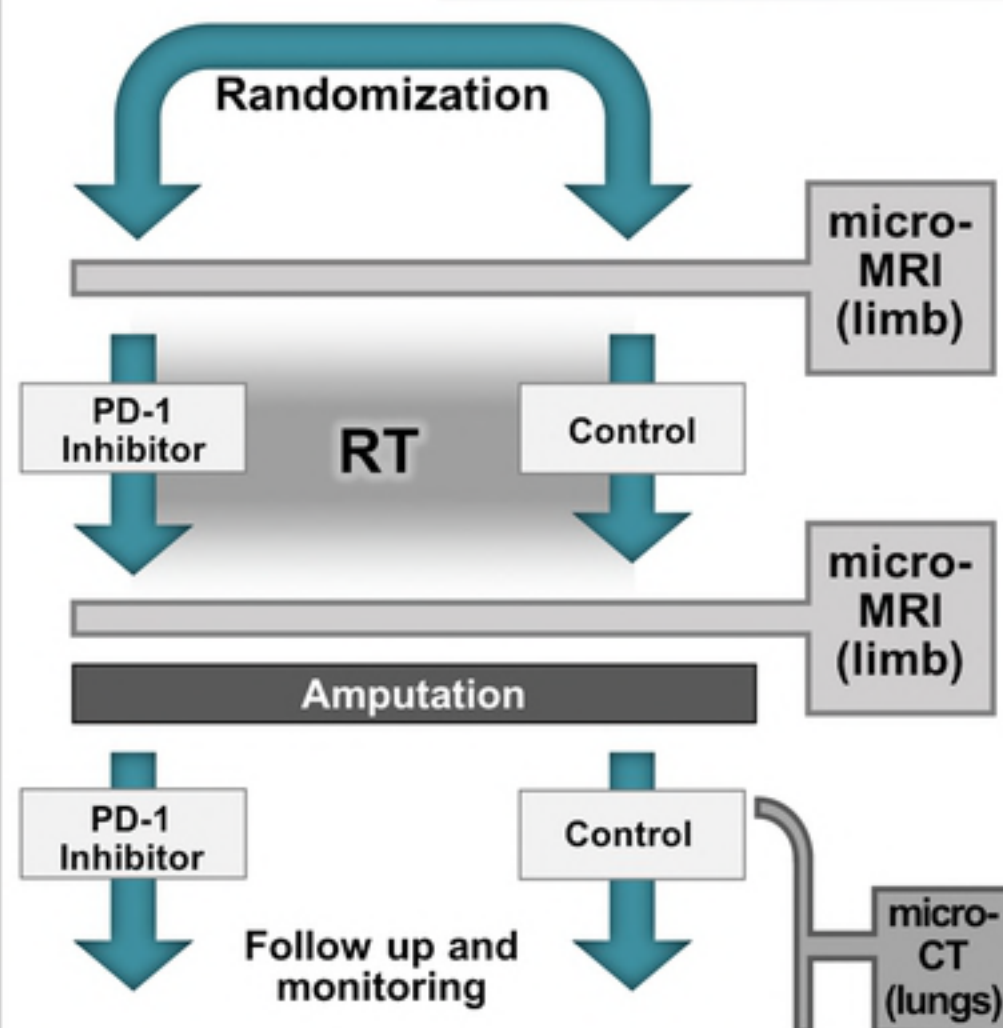 Randomization
micro-
MRI
(limb)
PD-1
Inhibitor
RT
Control
micro-
MRI
(limb)
Amputation
PD-1
Inhibitor
Control
Follow up and
monitoring
micro-
CT
(lungs)